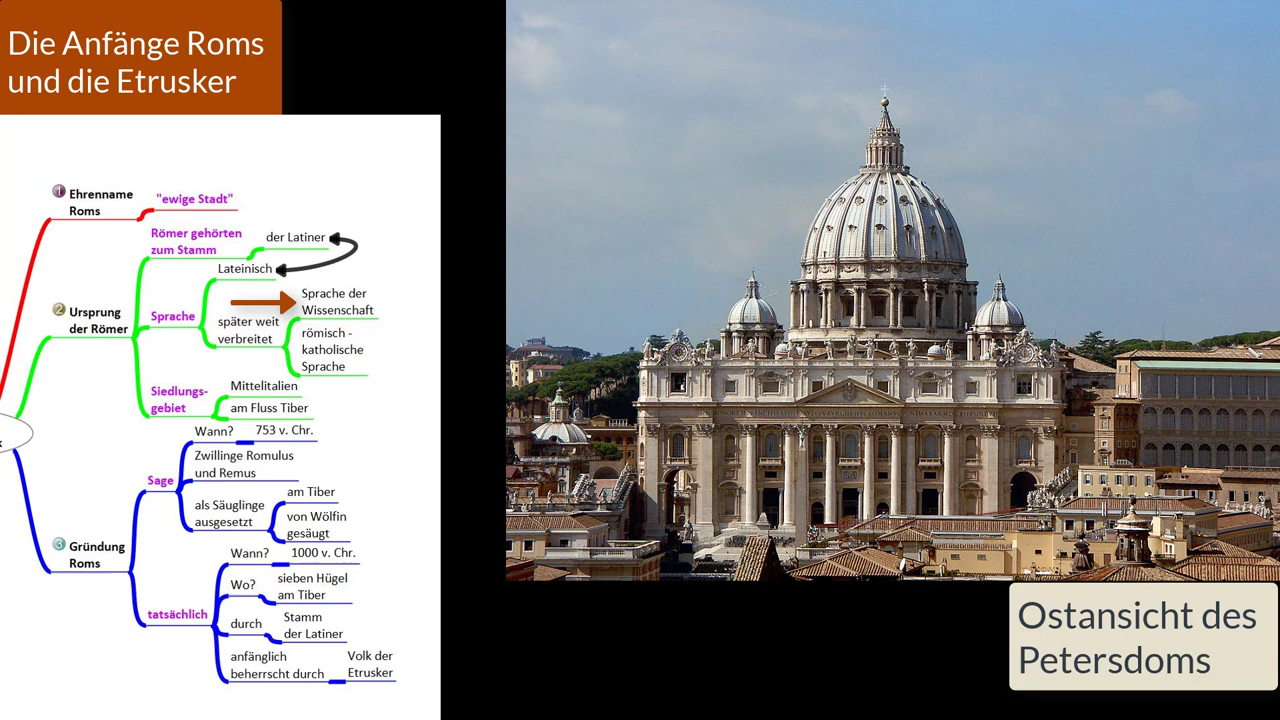 Die Anfänge Roms
und die Etrusker
1
Ehrenname
Roms
"ewige Stadt"
2
Ursprung
der Römer
Römer gehörten
zum Stamm
der Latiner
Sprache
Lateinisch
später weit
verbreitet
Sprache der
Wissenschaft
römisch -
katholische
Sprache
Siedlungs-
gebiet
Mittelitalien
am Fluss Tiber
3
Gründung
Roms
Sage
Wann?
753 v. Chr.
Zwillinge Romulus
und Remus
als Säuglinge
ausgesetzt
am Tiber
von Wölfin
gesäugt
tatsächlich
Wann?
1000 v. Chr.
Wo?
sieben Hügel
am Tiber
durch
Stamm
der Latiner
anfänglich
beherrscht durch
Volk der
Etrusker
Ostansicht des
Petersdoms